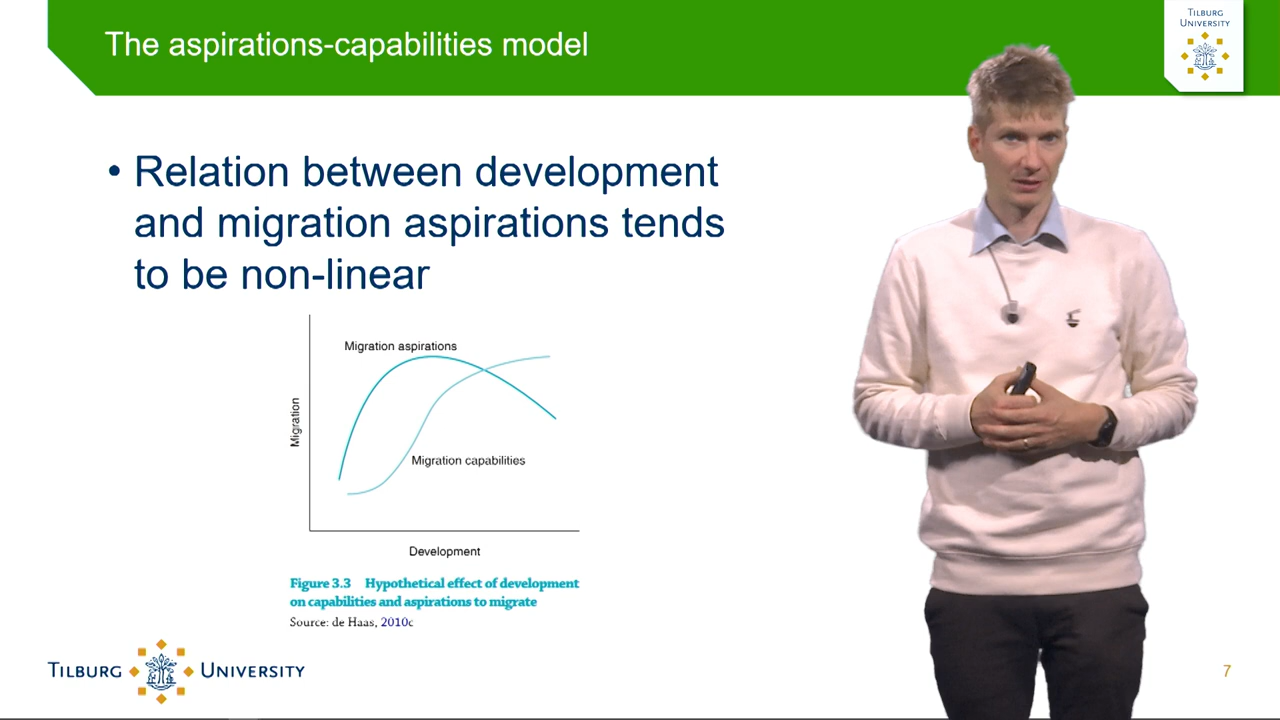 The aspirations-capabilities model
TILBURG
UNIVERSITY
• Relation between development
and migration aspirations tends
to be non-linear
Migration aspirations
Migration
Migration capabilities
Development
Figure 3.3 Hypothetical effect of development
on capabilities and aspirations to migrate
Source: de Haas, 2010c
TILBURG UNIVERSITY
7